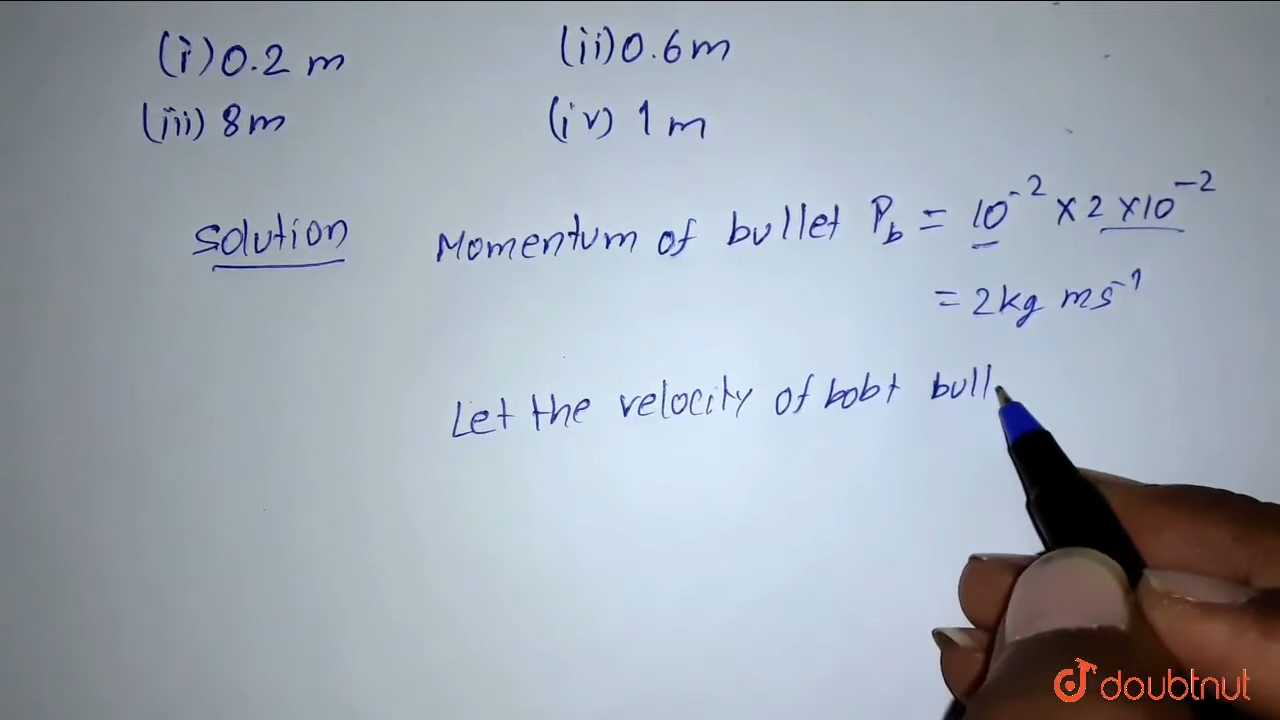 (i) 0.2 m (ii) 0.6 m
(iii) 8 m (iv) 1 m
Solution Momentum of bullet P_b = 10^-2 × 2 × 10^-2
= 2 kg ms^-1
Let the velocity of bobt bull
doubtnut